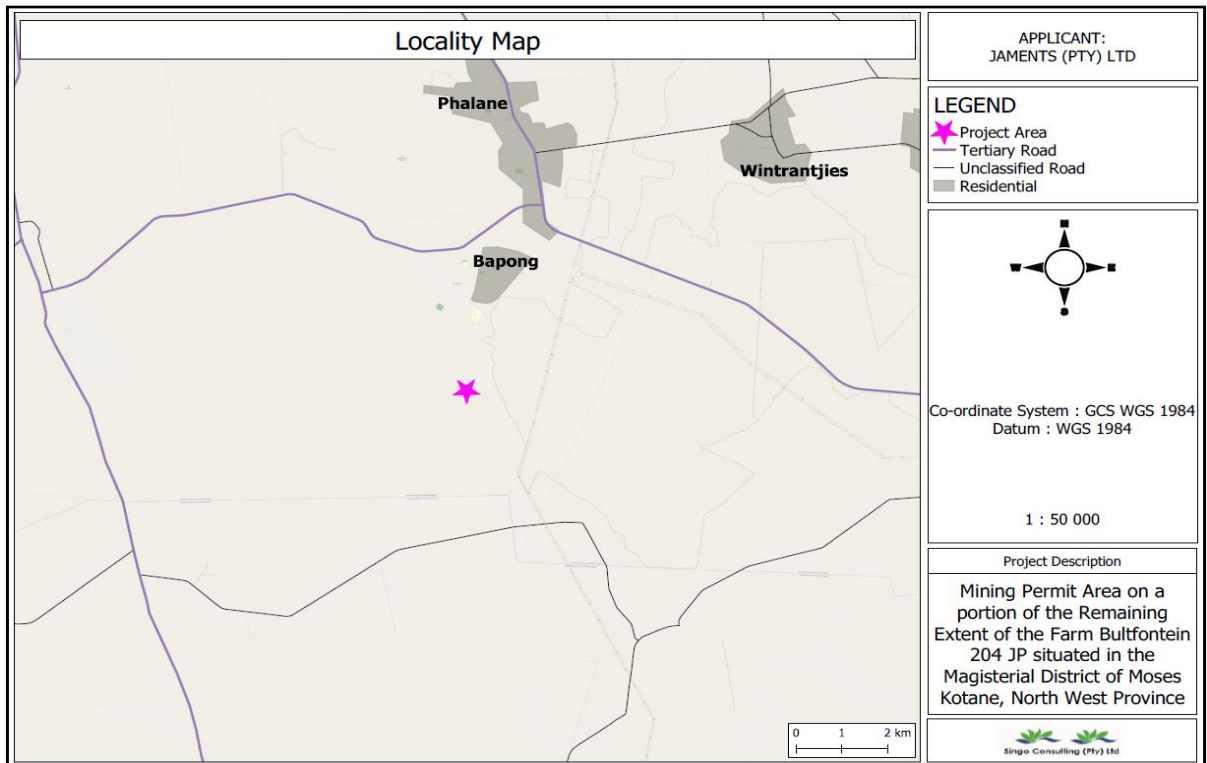 Locality Map
Phalane
Wintrantjies
Bapong
0 1 2 km
APPLICANT:
JAMENTS (PTY) LTD
LEGEND
Project Area
Tertiary Road
Unclassified Road
Residential
Co-ordinate System : GCS WGS 1984
Datum : WGS 1984
1 : 50 000
Project Description
Mining Permit Area on a
portion of the Remaining
Extent of the Farm Bultfontein
204 JP situated in the
Magisterial District of Moses
Kotane, North West Province
Singo Consulting (Pty) Ltd